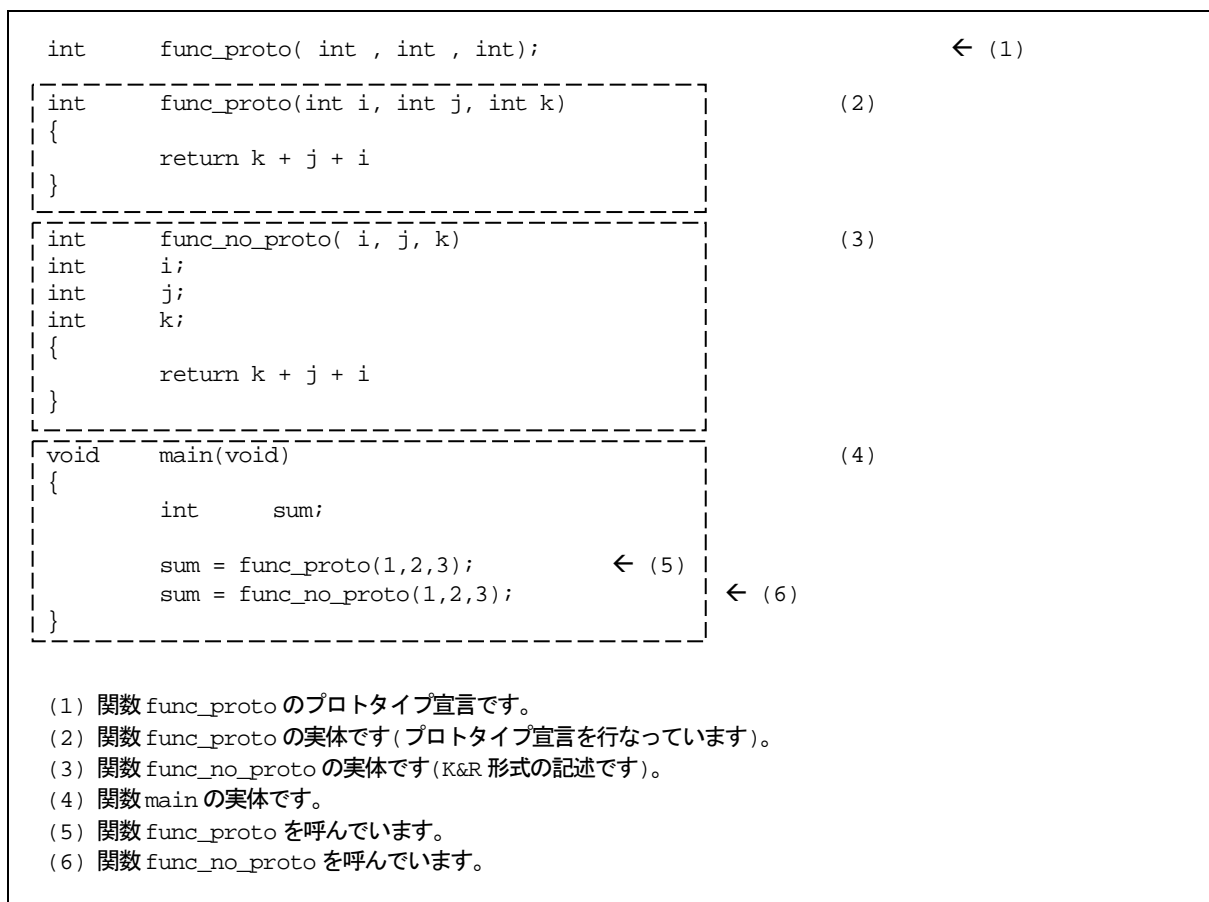 int func_proto( int , int , int); ← (1)
int func_proto(int i, int j, int k) (2)
{
return k + j + i
}
int func_no_proto( i, j, k) (3)
int i;
int j;
int k;
{
return k + j + i
}
void main(void) (4)
{
int sum;
sum = func_proto(1,2,3); ← (5)
sum = func_no_proto(1,2,3); ← (6)
}
(1) 関数 func_proto のプロトタイプ宣言です。
(2) 関数 func_proto の実体です(プロトタイプ宣言を行なっています)。
(3) 関数 func_no_proto の実体です(K&R 形式の記述です)。
(4) 関数 main の実体です。
(5) 関数 func_proto を呼んでいます。
(6) 関数 func_no_proto を呼んでいます。